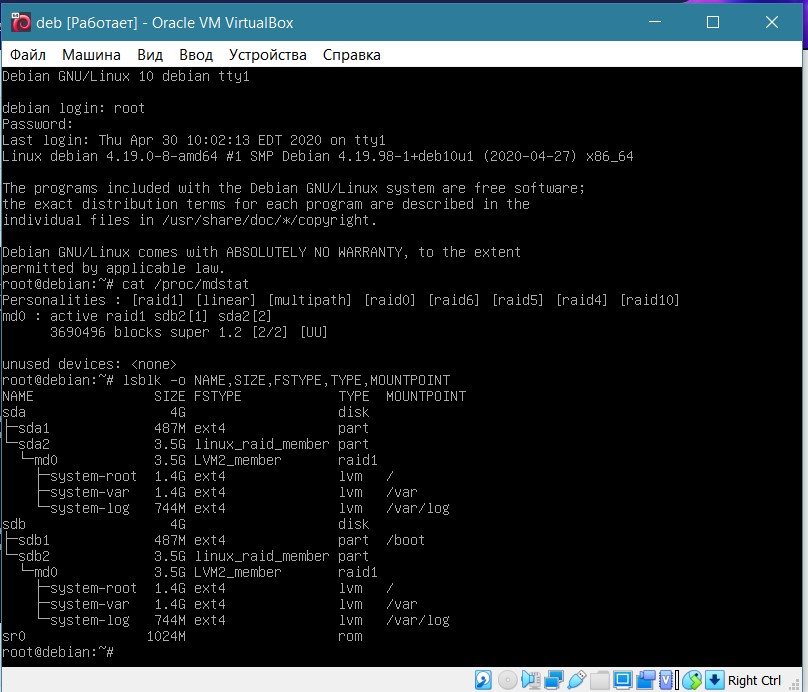 deb [Работает] - Oracle VM VirtualBox
Файл Машина Вид Ввод Устройства Справка
Debian GNU/Linux 10 debian tty1
debian login: root
Password:
Last login: Thu Apr 30 10:02:13 EDT 2020 on tty1
Linux debian 4.19.0-8-amd64 #1 SMP Debian 4.19.98-1+deb10u1 (2020-04-27) x86_64
The programs included with the Debian GNU/Linux system are free software;
the exact distribution terms for each program are described in the
individual files in /usr/share/doc/*/copyright.
Debian GNU/Linux comes with ABSOLUTELY NO WARRANTY, to the extent
permitted by applicable law.
root@debian:~# cat /proc/mdstat
Personalities : [raid1] [linear] [multipath] [raid0] [raid6] [raid5] [raid4] [raid10]
md0 : active raid1 sdb2[1] sda2[2]
      3690496 blocks super 1.2 [2/2] [UU]
unused devices: <none>
root@debian:~# lsblk -o NAME,SIZE,FSTYPE,TYPE,MOUNTPOINT
NAME               SIZE FSTYPE            TYPE  MOUNTPOINT
sda                  4G                   disk
├─sda1             487M ext4              part
└─sda2             3.5G linux_raid_member part
  └─md0            3.5G LVM2_member       raid1
    ├─system-root  1.4G ext4              lvm   /
    ├─system-var   1.4G ext4              lvm   /var
    └─system-log   744M ext4              lvm   /var/log
sdb                  4G                   disk
├─sdb1             487M ext4              part  /boot
└─sdb2             3.5G linux_raid_member part
  └─md0            3.5G LVM2_member       raid1
    ├─system-root  1.4G ext4              lvm   /
    ├─system-var   1.4G ext4              lvm   /var
    └─system-log   744M ext4              lvm   /var/log
sr0               1024M                   rom
root@debian:~#
Right Ctrl